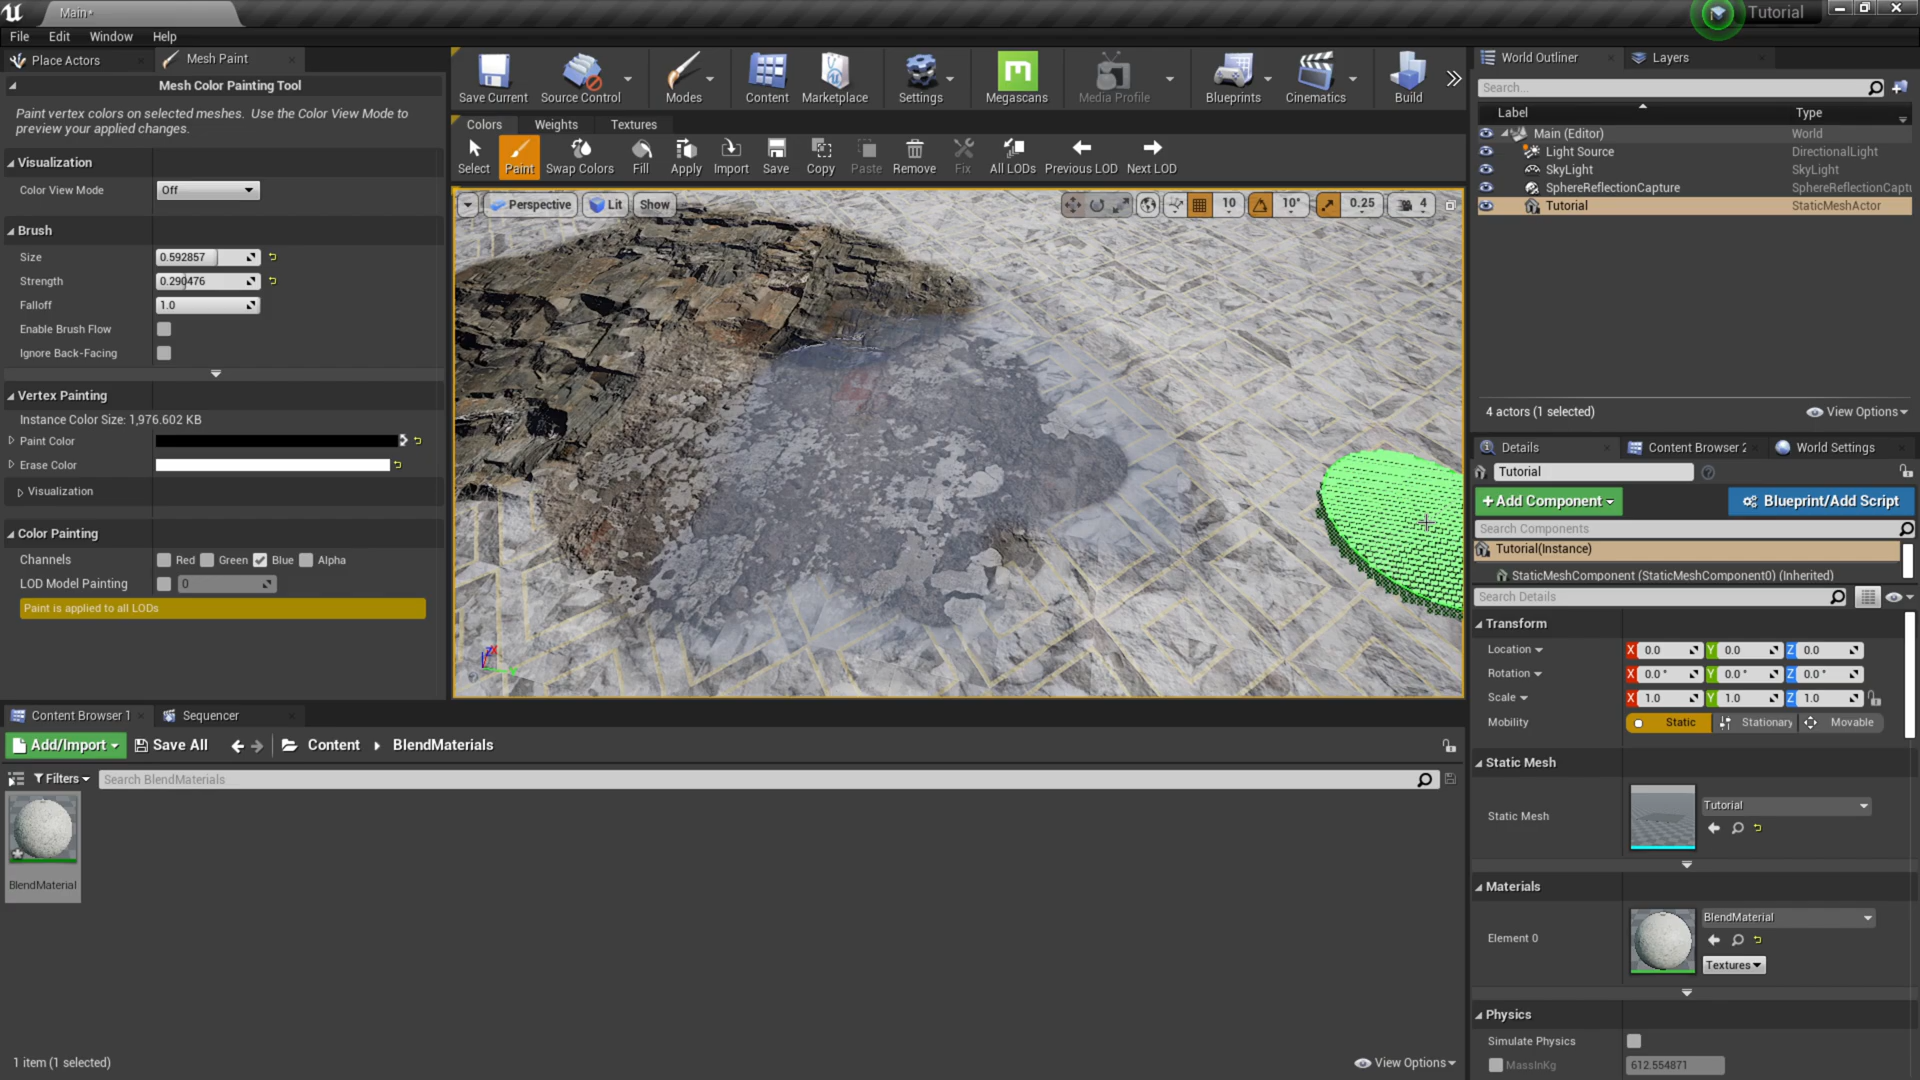 Main*
Tutorial
File Edit Window Help
Place Actors
Mesh Paint
Mesh Color Painting Tool
Paint vertex colors on selected meshes. Use the Color View Mode to
preview your applied changes.
Visualization
Color View Mode Off
Brush
Size 0.592857
Strength 0.290476
Falloff 1.0
Enable Brush Flow
Ignore Back-Facing
Vertex Painting
Instance Color Size: 1,976.602 KB
Paint Color
Erase Color
Visualization
Color Painting
Channels Red Green Blue Alpha
LOD Model Painting 0
Paint is applied to all LODs
Save Current Source Control Modes Content Marketplace Settings Megascans Media Profile Blueprints Cinematics Build
Colors Weights Textures
Select Paint Swap Colors Fill Apply Import Save Copy Paste Remove Fix All LODs Previous LOD Next LOD
Perspective Lit Show 10 10° 0.25 4
World Outliner Layers
Search...
Label Type
Main (Editor) World
Light Source DirectionalLight
SkyLight SkyLight
SphereReflectionCapture SphereReflectionCaptu
Tutorial StaticMeshActor
4 actors (1 selected) View Options
Details Content Browser 2 World Settings
Tutorial
+Add Component Blueprint/Add Script
Search Components
Tutorial(Instance)
StaticMeshComponent (StaticMeshComponent0) (Inherited)
Search Details
Transform
Location X 0.0 Y 0.0 Z 0.0
Rotation X 0.0 ° Y 0.0 ° Z 0.0 °
Scale X 1.0 Y 1.0 Z 1.0
Mobility Static Stationary Movable
Static Mesh
Static Mesh Tutorial
Materials
Element 0 BlendMaterial
Textures
Physics
Simulate Physics
MassInKg 612.554871
Content Browser 1 Sequencer
Add/Import Save All Content BlendMaterials
Filters Search BlendMaterials
BlendMaterial
1 item (1 selected) View Options